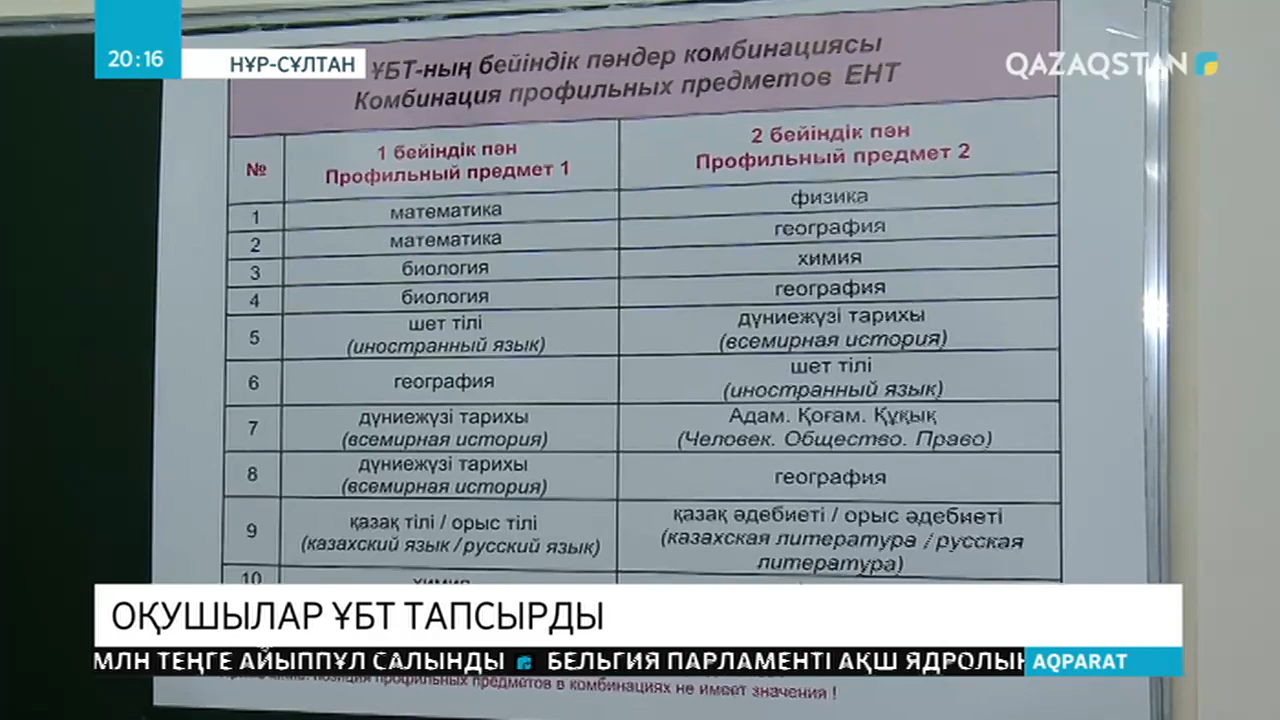 20:16
НҰР-СҰЛТАН
QAZAQSTAN
ҰБТ-ның бейіндік пәндер комбинациясы
Комбинация профильных предметов ЕНТ
№
1 бейіндік пән
Профильный предмет 1
2 бейіндік пән
Профильный предмет 2
1 математика физика
2 математика география
3 биология химия
4 биология география
5 шет тілі (иностранный язык) дүниежүзі тарихы (всемирная история)
6 география шет тілі (иностранный язык)
7 дүниежүзі тарихы (всемирная история) Адам. Қоғам. Құқық (Человек. Общество. Право)
8 дүниежүзі тарихы (всемирная история) география
9 қазақ тілі / орыс тілі (казахский язык / русский язык) қазақ әдебиеті / орыс әдебиеті (казахская литература / русская литература)
10 химия
ОҚУШЫЛАР ҰБТ ТАПСЫРДЫ
МЛН ТЕҢГЕ АЙЫППҰЛ САЛЫНДЫ БЕЛЬГИЯ ПАРЛАМЕНТІ АҚШ ЯДРОЛЫҚ
AQPARAT
позиция профильных предметов в комбинациях не имеет значения !